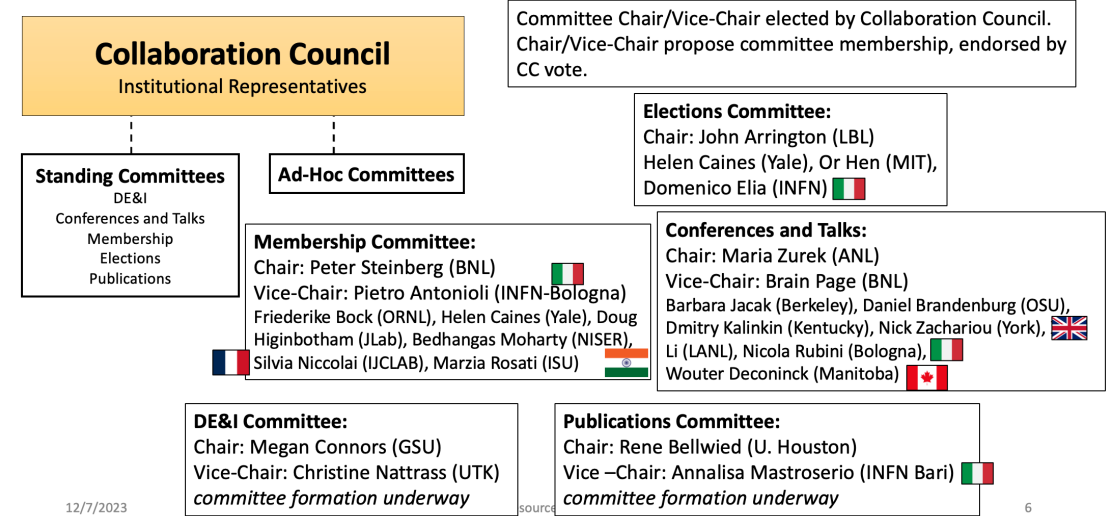 Collaboration Council
Institutional Representatives
Committee Chair/Vice-Chair elected by Collaboration Council.
Chair/Vice-Chair propose committee membership, endorsed by
CC vote.
Standing Committees
DE&I
Conferences and Talks
Membership
Elections
Publications
Ad-Hoc Committees
Elections Committee:
Chair: John Arrington (LBL)
Helen Caines (Yale), Or Hen (MIT),
Domenico Elia (INFN)
Membership Committee:
Chair: Peter Steinberg (BNL)
Vice-Chair: Pietro Antonioli (INFN-Bologna)
Friederike Bock (ORNL), Helen Caines (Yale), Doug
Higinbotham (JLab), Bedhangas Moharty (NISER),
Silvia Niccolai (IJCLAB), Marzia Rosati (ISU)
Conferences and Talks:
Chair: Maria Zurek (ANL)
Vice-Chair: Brain Page (BNL)
Barbara Jacak (Berkeley), Daniel Brandenburg (OSU),
Dmitry Kalinkin (Kentucky), Nick Zachariou (York),
Li (LANL), Nicola Rubini (Bologna),
Wouter Deconinck (Manitoba)
DE&I Committee:
Chair: Megan Connors (GSU)
Vice-Chair: Christine Nattrass (UTK)
committee formation underway
Publications Committee:
Chair: Rene Bellwied (U. Houston)
Vice –Chair: Annalisa Mastroserio (INFN Bari)
committee formation underway
12/7/2023
source
6